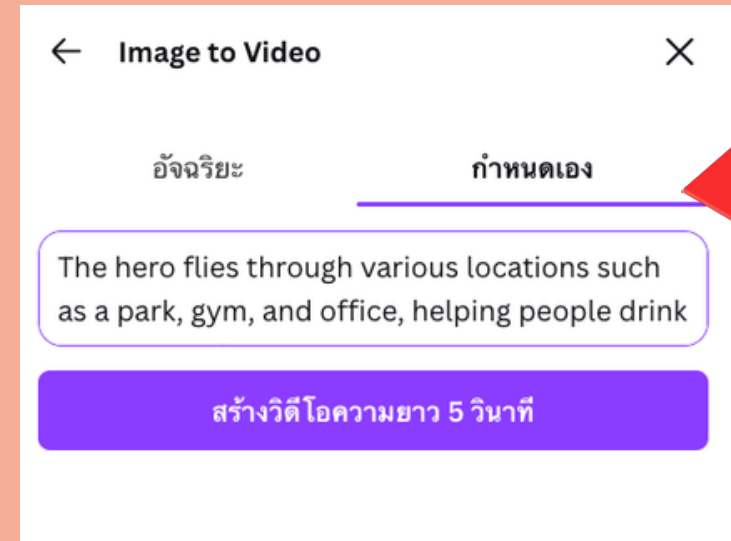 Image to Video
อัจฉริยะ
กำหนดเอง
The hero flies through various locations such
as a park, gym, and office, helping people drink
สร้างวิดีโอความยาว 5 วินาที